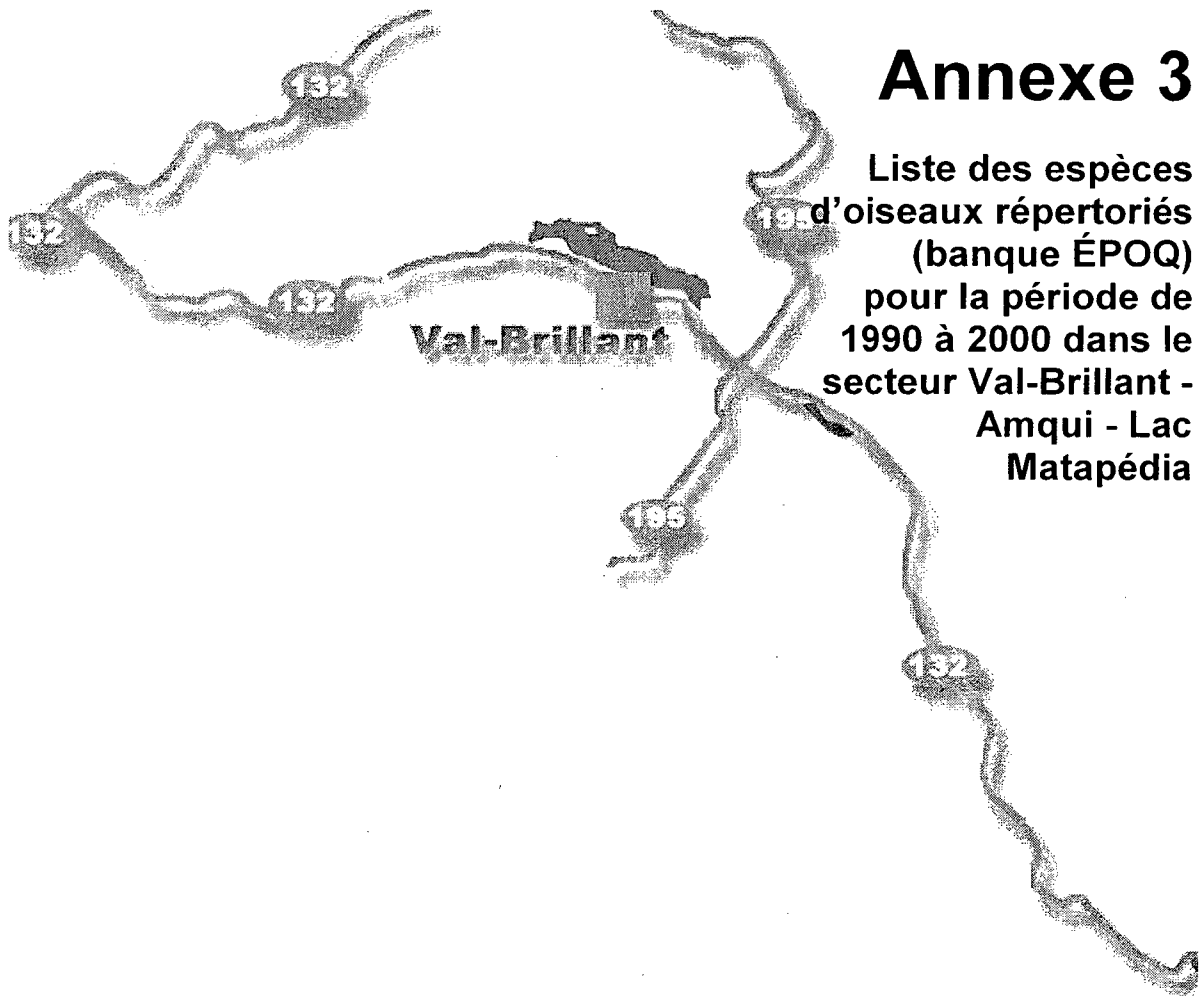 Annexe 3
Liste des espèces
d'oiseaux répertoriés
(banque ÉPOQ)
pour la période de
1990 à 2000 dans le
secteur Val-Brillant -
Amqui - Lac
Matapédia
132
132
195
132
Val-Brillant
195
132